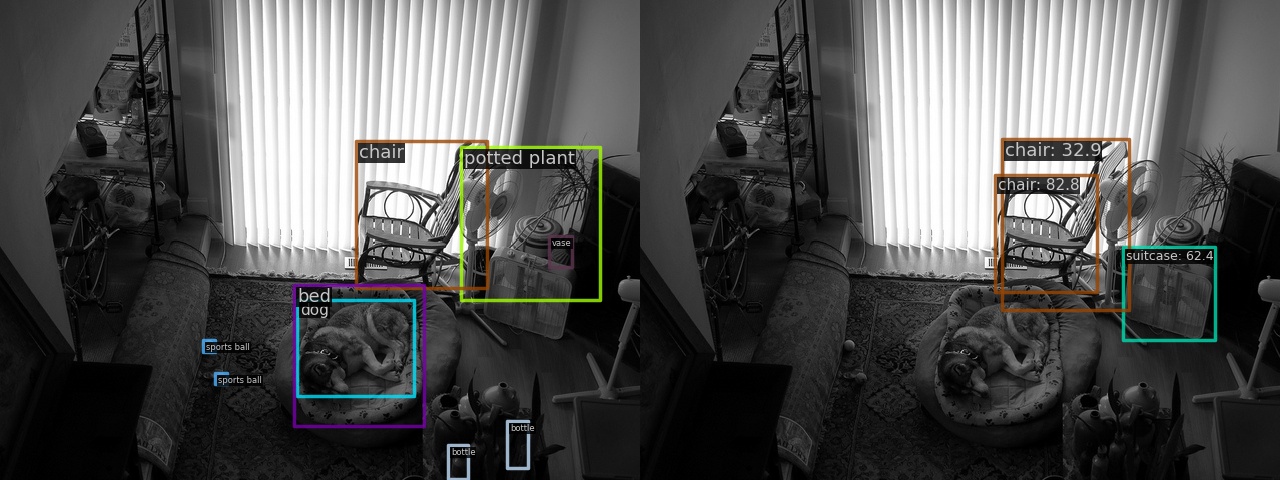 chair
potted plant
vase
bed
dog
sports ball
sports ball
bottle
bottle
chair: 32.9
chair: 82.8
suitcase: 62.4